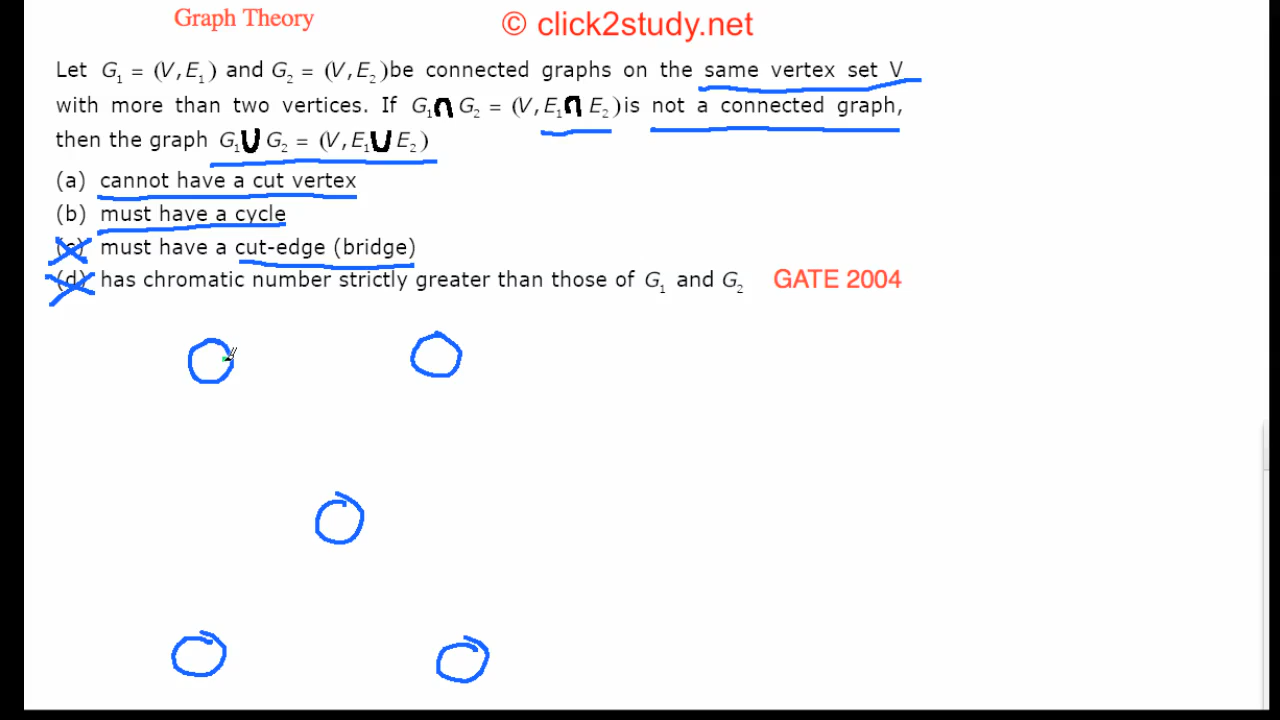 Graph Theory
© click2study.net
Let G₁ = (V,E₁) and G₂ = (V,E₂)be connected graphs on the same vertex set V
with more than two vertices. If G₁∩ G₂ = (V,E₁∩ E₂)is not a connected graph,
then the graph G₁∪ G₂ = (V,E₁∪ E₂)
(a) cannot have a cut vertex
(b) must have a cycle
(c) must have a cut-edge (bridge)
(d) has chromatic number strictly greater than those of G₁ and G₂ GATE 2004